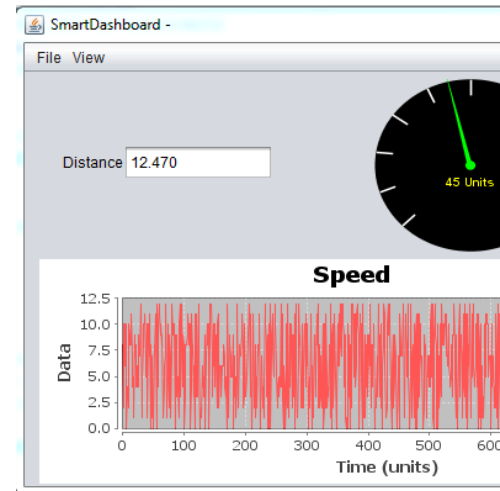 SmartDashboard -
File View
Distance 12.470
45 Units
Speed
12.5
10.0
7.5
5.0
2.5
0.0
Data
0 100 200 300 400 500 600
Time (units)